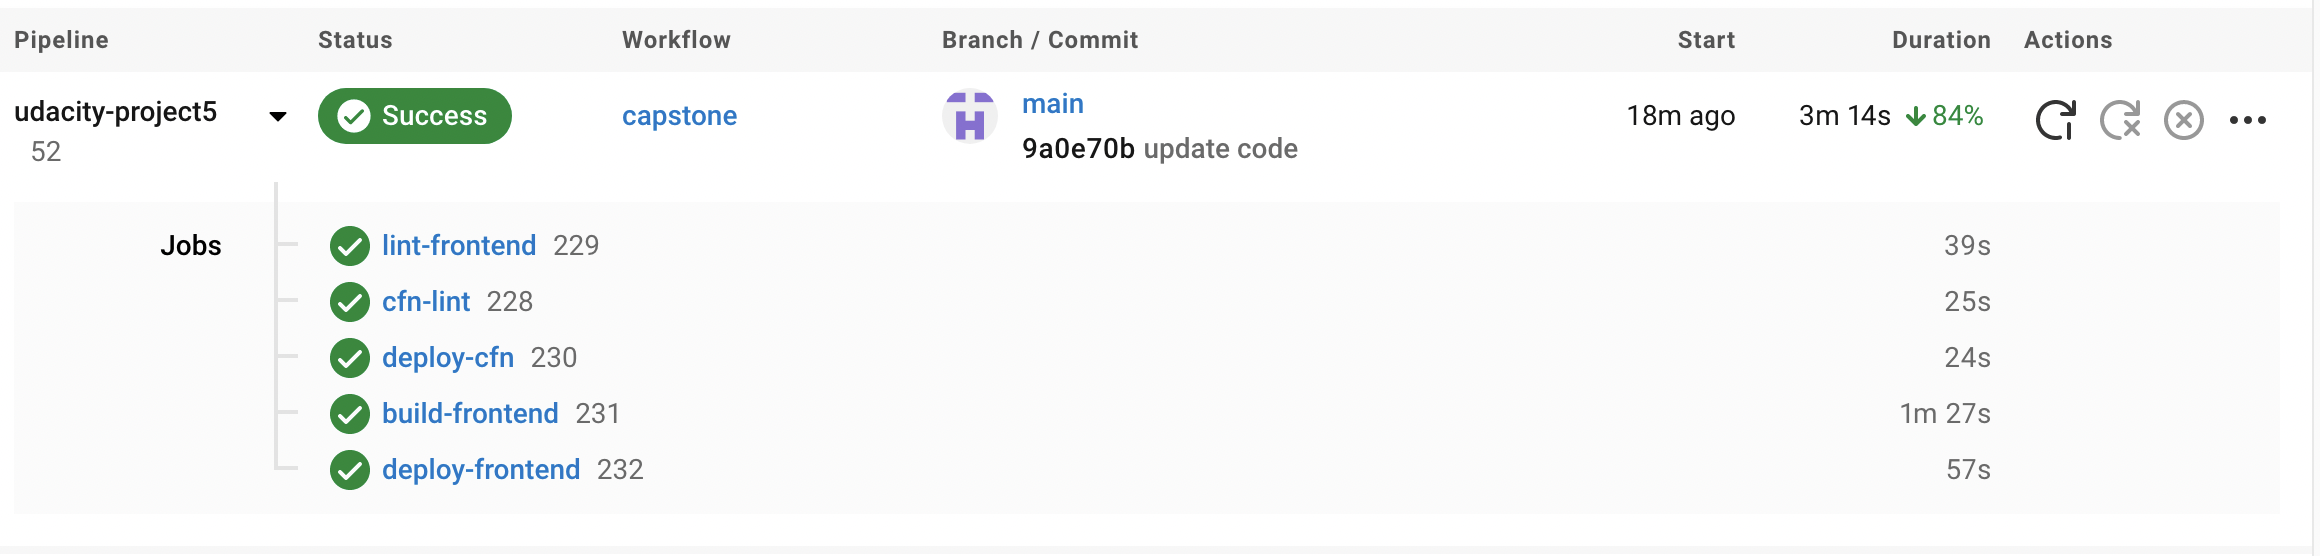 Pipeline Status Workflow Branch / Commit Start Duration Actions
udacity-project5 Success capstone main 18m ago 3m 14s 84%
52 9a0e70b update code
Jobs lint-frontend 229 39s
cfn-lint 228 25s
deploy-cfn 230 24s
build-frontend 231 1m 27s
deploy-frontend 232 57s